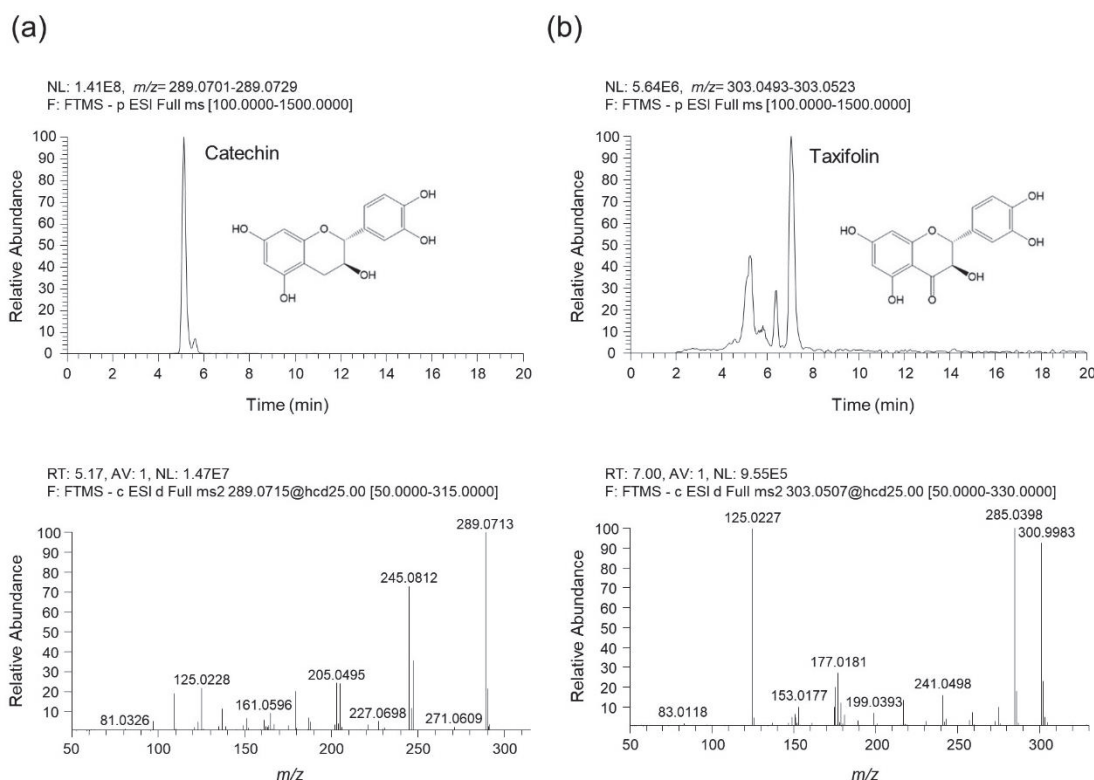 (a)
NL: 1.41E8, m/z= 289.0701-289.0729
F: FTMS - p ESI Full ms [100.0000-1500.0000]
Relative Abundance
100
90
80
70
60
50
40
30
20
10
0
Catechin
HO
O
OH
OH
OH
OH
0 2 4 6 8 10 12 14 16 18 20
Time (min)
RT: 5.17, AV: 1, NL: 1.47E7
F: FTMS - c ESI d Full ms2 289.0715@hcd25.00 [50.0000-315.0000]
Relative Abundance
100
90
80
70
60
50
40
30
20
10
289.0713
245.0812
125.0228
205.0495
161.0596
81.0326
227.0698
271.0609
50 100 150 200 250 300
m/z
(b)
NL: 5.64E6, m/z= 303.0493-303.0523
F: FTMS - p ESI Full ms [100.0000-1500.0000]
Relative Abundance
100
90
80
70
60
50
40
30
20
10
0
Taxifolin
HO
O
OH
OH
OH
OH
O
0 2 4 6 8 10 12 14 16 18 20
Time (min)
RT: 7.00, AV: 1, NL: 9.55E5
F: FTMS - c ESI d Full ms2 303.0507@hcd25.00 [50.0000-330.0000]
Relative Abundance
100
90
80
70
60
50
40
30
20
10
125.0227
285.0398
300.9983
177.0181
153.0177
199.0393
241.0498
83.0118
50 100 150 200 250 300
m/z